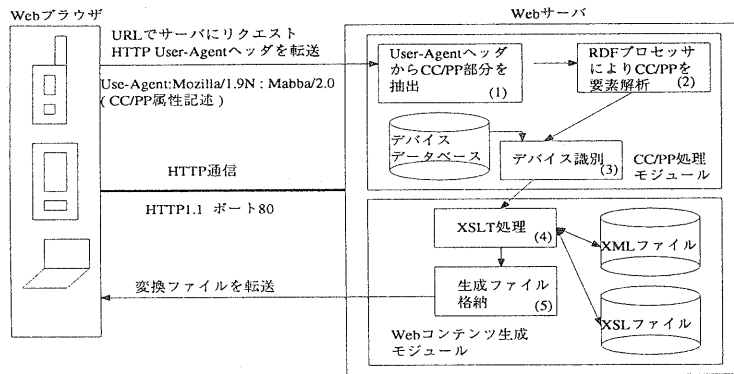 Webブラウザ
URLでサーバにリクエスト
HTTP User-Agentヘッダを転送
Use-Agent:Mozilla/1.9N : Mabba/2.0
( CC/PP属性記述 )
HTTP通信
HTTP1.1 ポート80
変換ファイルを転送
Webサーバ
User-Agentヘッダ
からCC/PP部分を
抽出
(1)
RDFプロセッサ
によりCC/PPを
要素解析
(2)
デバイス
データベース
デバイス識別
(3)
CC/PP処理
モジュール
XSLT処理
(4)
XMLファイル
生成ファイル
格納
(5)
XSLファイル
Webコンテンツ生成
モジュール